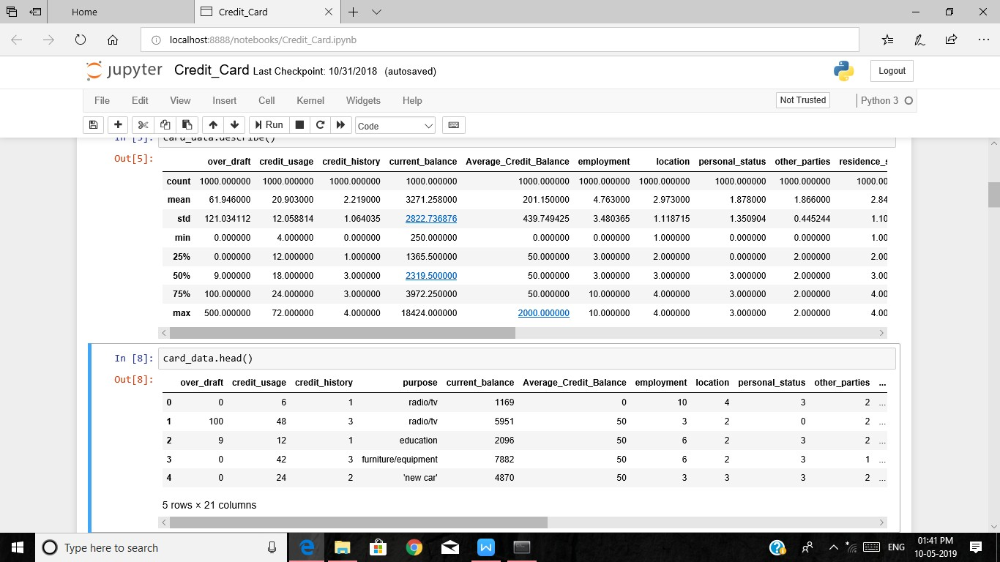 Home
Credit_Card
localhost:8888/notebooks/Credit_Card.ipynb
jupyter Credit_Card Last Checkpoint: 10/31/2018 (autosaved)
Logout
File Edit View Insert Cell Kernel Widgets Help
Not Trusted
Python 3
Run
Code
In [5]: card_data.describe()
Out[5]:
over_draft credit_usage credit_history current_balance Average_Credit_Balance employment location personal_status other_parties residence_s
count 1000.000000 1000.000000 1000.000000 1000.000000 1000.000000 1000.000000 1000.000000 1000.000000 1000.000000 1000.00
mean 61.946000 20.903000 2.219000 3271.258000 201.150000 4.763000 2.973000 1.878000 1.866000 2.84
std 121.034112 12.058814 1.064035 2822.736876 439.749425 3.480365 1.118715 1.350904 0.445244 1.10
min 0.000000 4.000000 0.000000 250.000000 0.000000 0.000000 1.000000 0.000000 0.000000 1.00
25% 0.000000 12.000000 1.000000 1365.500000 50.000000 3.000000 2.000000 0.000000 2.000000 2.00
50% 9.000000 18.000000 3.000000 2319.500000 50.000000 3.000000 3.000000 3.000000 2.000000 3.00
75% 100.000000 24.000000 3.000000 3972.250000 50.000000 10.000000 4.000000 3.000000 2.000000 4.00
max 500.000000 72.000000 4.000000 18424.000000 2000.000000 10.000000 4.000000 3.000000 2.000000 4.00
In [8]: card_data.head()
Out[8]:
over_draft credit_usage credit_history purpose current_balance Average_Credit_Balance employment location personal_status other_parties ...
0 0 6 1 radio/tv 1169 0 10 4 3 2 ...
1 100 48 3 radio/tv 5951 50 3 2 0 2 ...
2 9 12 1 education 2096 50 6 2 3 2 ...
3 0 42 3 furniture/equipment 7882 50 6 2 3 1 ...
4 0 24 2 'new car' 4870 50 3 3 3 2 ...
5 rows × 21 columns
Type here to search
ENG
01:41 PM
10-05-2019